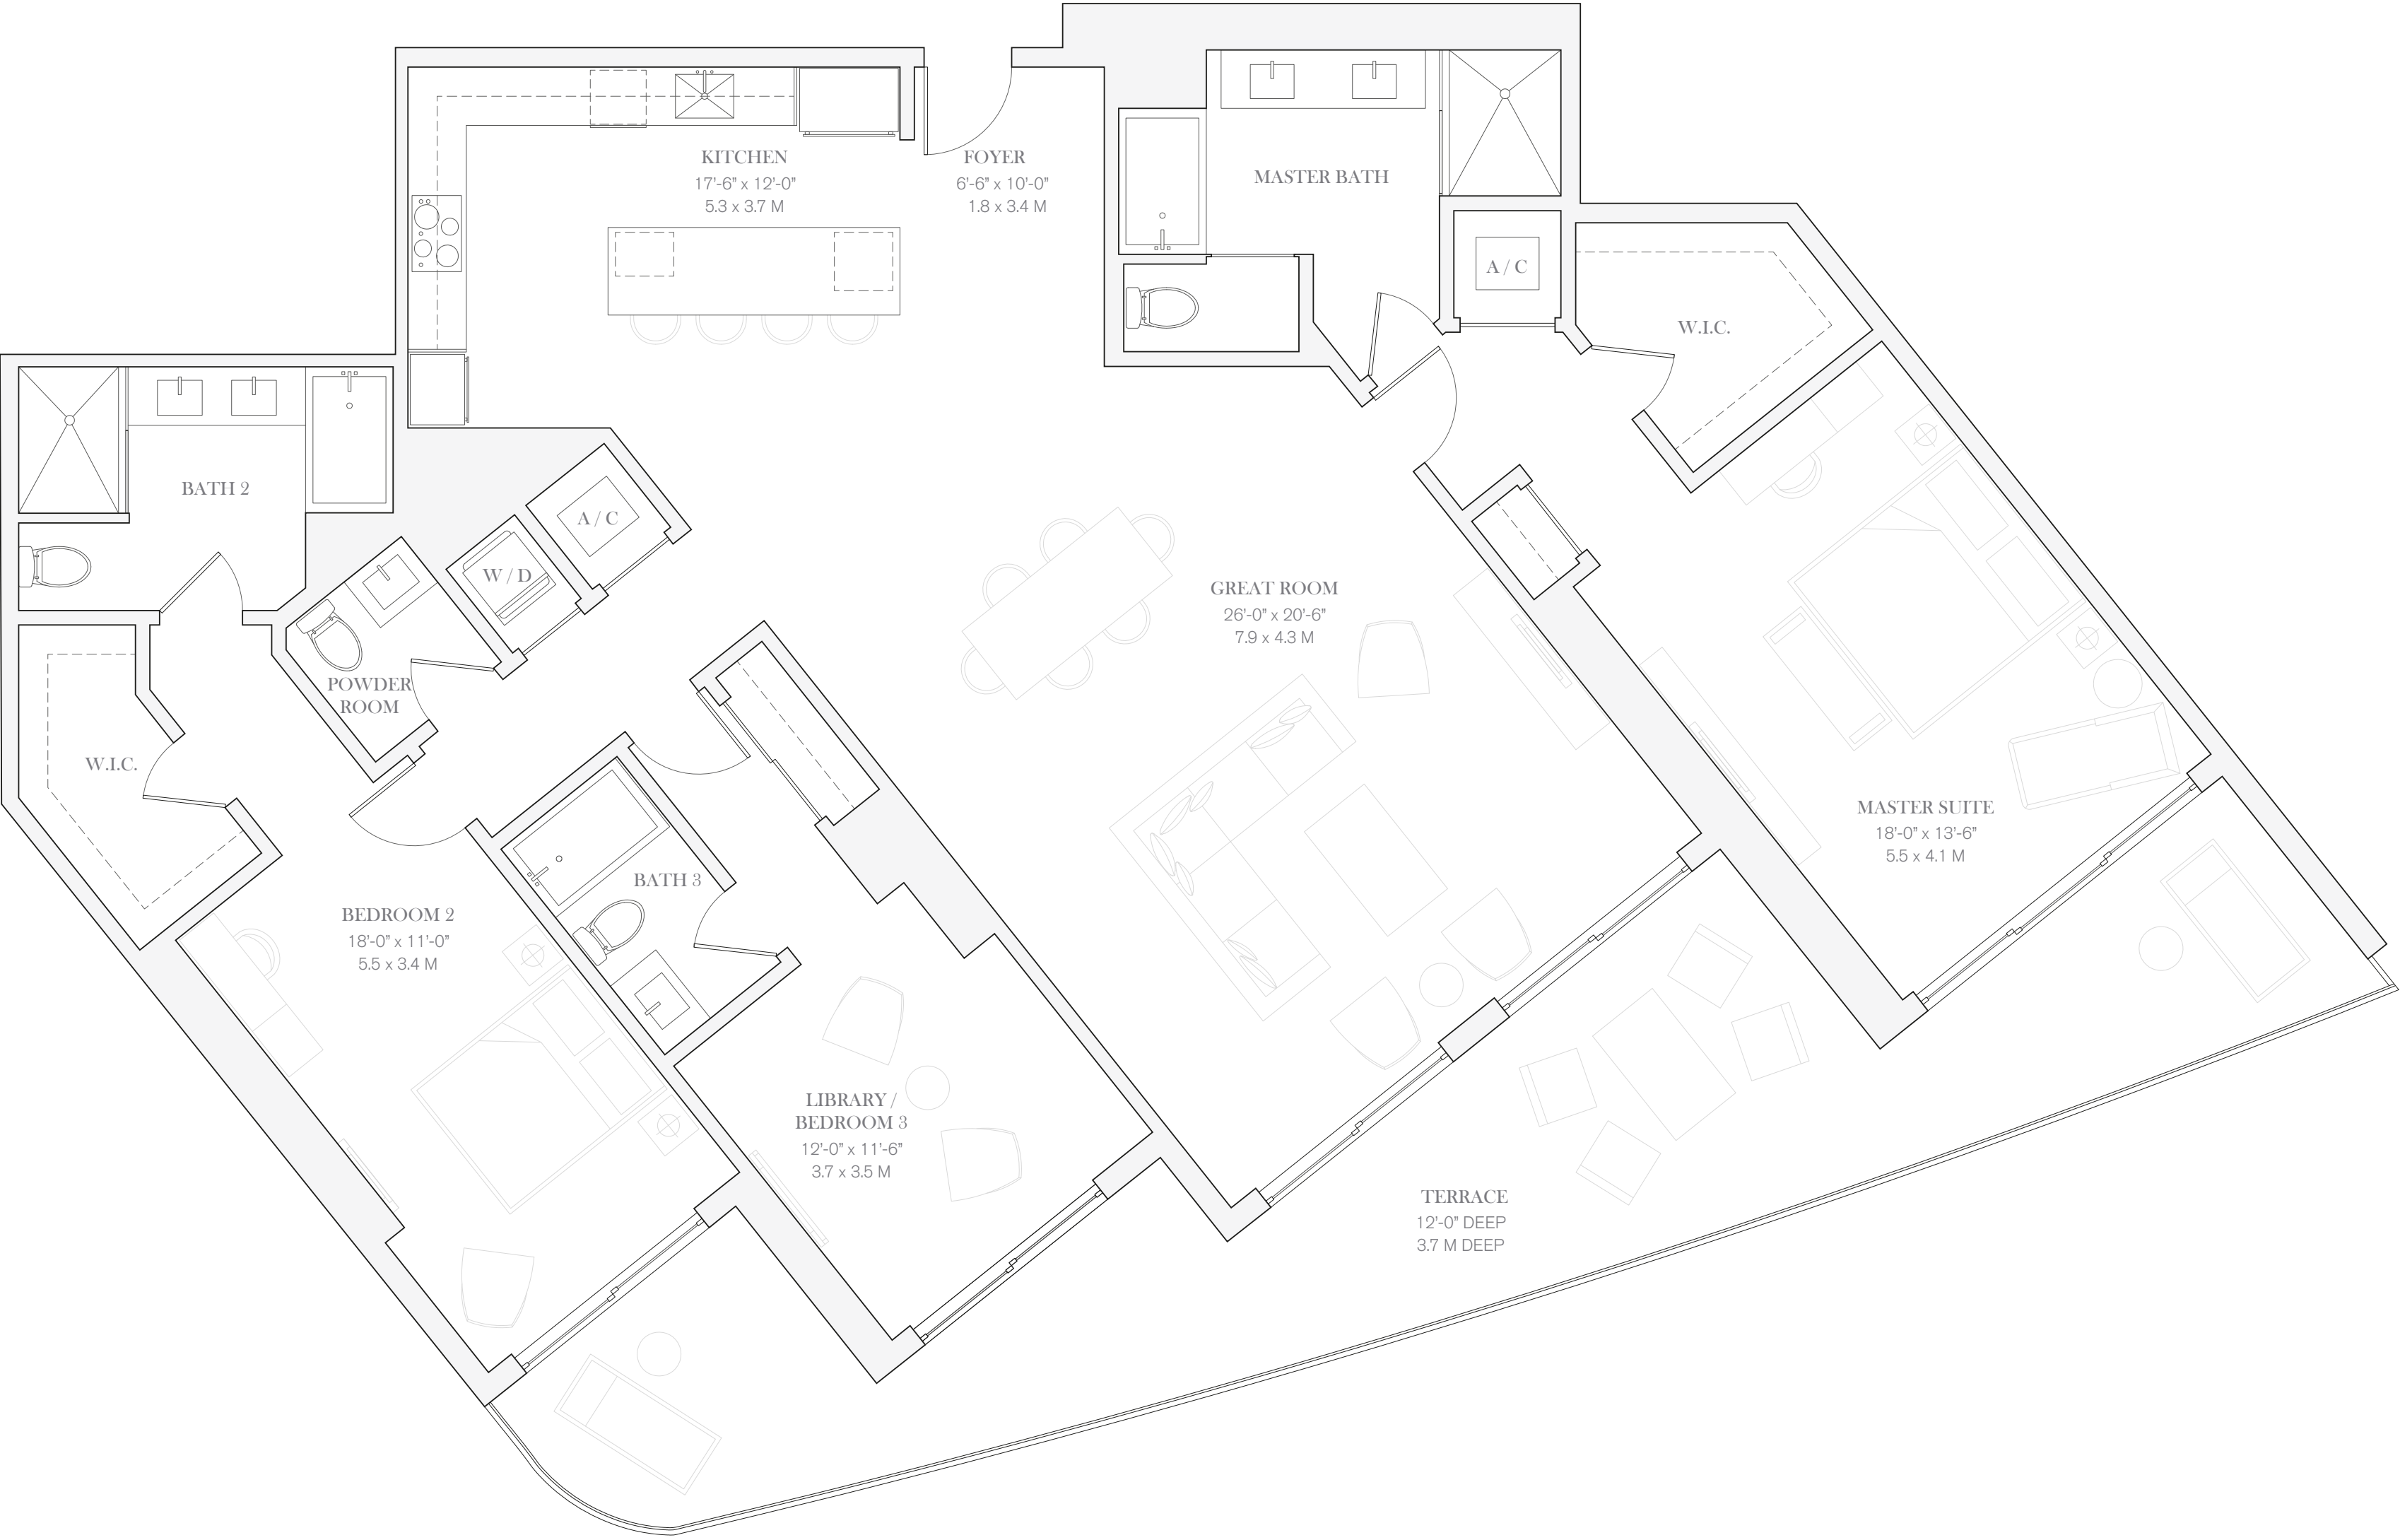 KITCHEN
17'-6" x 12'-0"
5.3 x 3.7 M
FOYER
6'-6" x 10'-0"
1.8 x 3.4 M
MASTER BATH
A / C
W.I.C.
BATH 2
A / C
W / D
POWDER
ROOM
W.I.C.
GREAT ROOM
26'-0" x 20'-6"
7.9 x 4.3 M
MASTER SUITE
18'-0" x 13'-6"
5.5 x 4.1 M
BATH 3
BEDROOM 2
18'-0" x 11'-0"
5.5 x 3.4 M
LIBRARY /
BEDROOM 3
12'-0" x 11'-6"
3.7 x 3.5 M
TERRACE
12'-0" DEEP
3.7 M DEEP